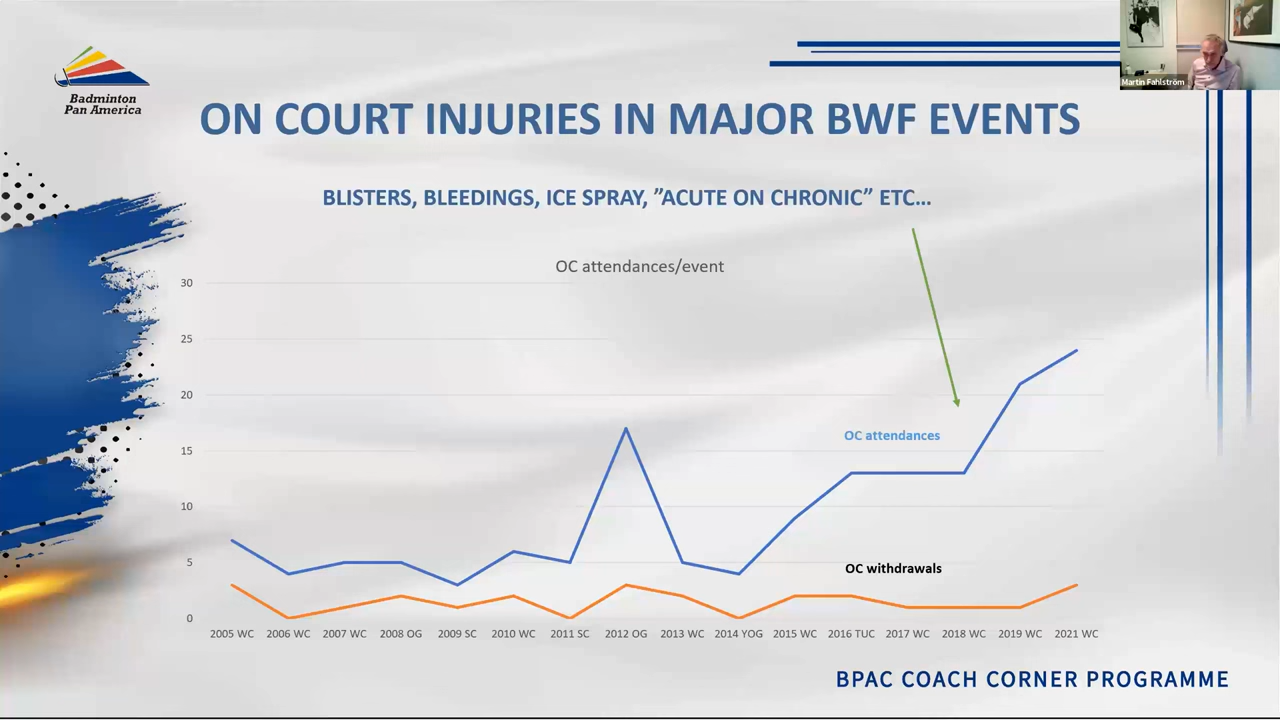 Martin Fahlström
Badminton
Pan America
ON COURT INJURIES IN MAJOR BWF EVENTS
BLISTERS, BLEEDINGS, ICE SPRAY, ”ACUTE ON CHRONIC” ETC…
OC attendances/event
30
25
20
15
10
5
0
OC attendances
OC withdrawals
2005 WC 2006 WC 2007 WC 2008 OG 2009 SC 2010 WC 2011 SC 2012 OG 2013 WC 2014 YOG 2015 WC 2016 TUC 2017 WC 2018 WC 2019 WC 2021 WC
BPAC COACH CORNER PROGRAMME